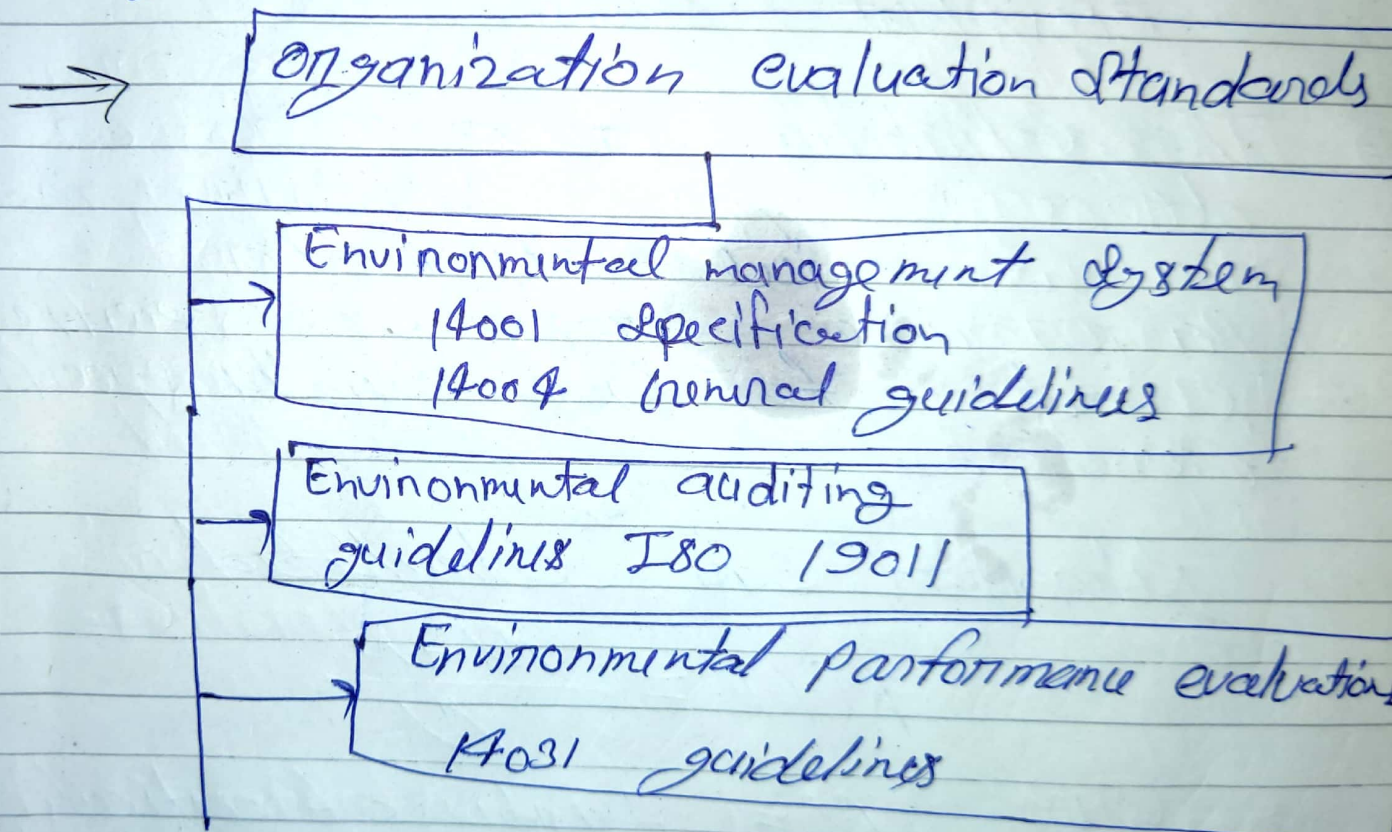 Organization evaluation Standards
Environmental management System
14001 Specification
14004 General guidelines
Environmental auditing
guidelines ISO 19011
Environmental parformance evaluation
14031 guidelines